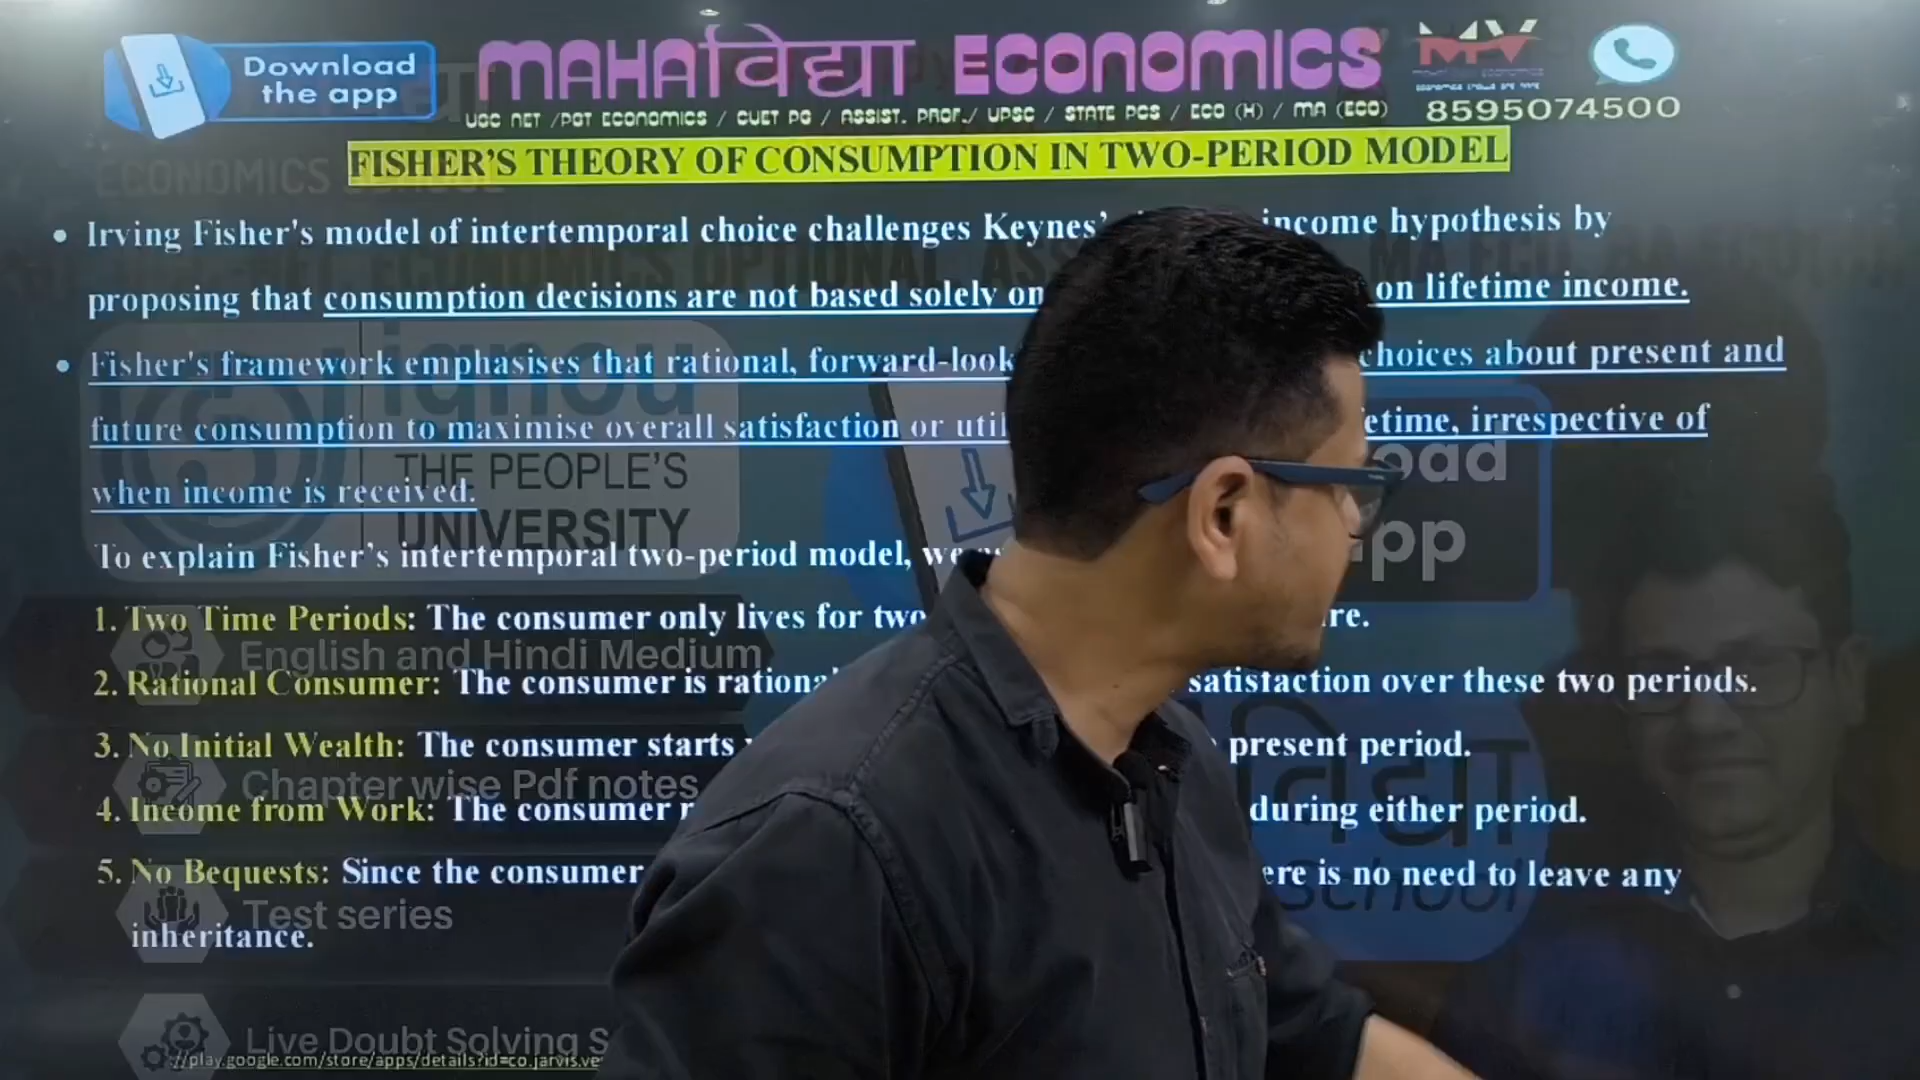 Download
the app
MAHAविद्या ECONOMICS
UGC NET /PGT ECONOMICS / CUET PG / ASSIST. PROF./ UPSC / STATE PCS / ECO (H) / MA (ECO)
8595074500
FISHER'S THEORY OF CONSUMPTION IN TWO-PERIOD MODEL
ECONOMICS
• Irving Fisher's model of intertemporal choice challenges Keynes' income hypothesis by
proposing that consumption decisions are not based solely on on lifetime income.
• Fisher's framework emphasises that rational, forward-look choices about present and
future consumption to maximise overall satisfaction or util etime, irrespective of
when income is received.
ignou
THE PEOPLE'S
UNIVERSITY
oad
pp
To explain Fisher's intertemporal two-period model, we
1. Two Time Periods: The consumer only lives for two re.
English and Hindi Medium
2. Rational Consumer: The consumer is rational satisfaction over these two periods.
3. No Initial Wealth: The consumer starts present period.
Chapter wise Pdf notes
4. Income from Work: The consumer r during either period.
5. No Bequests: Since the consumer ere is no need to leave any
School
Test series
inheritance.
Live Doubt Solving S
//play.google.com/store/apps/details?id=co.jarvis.ve